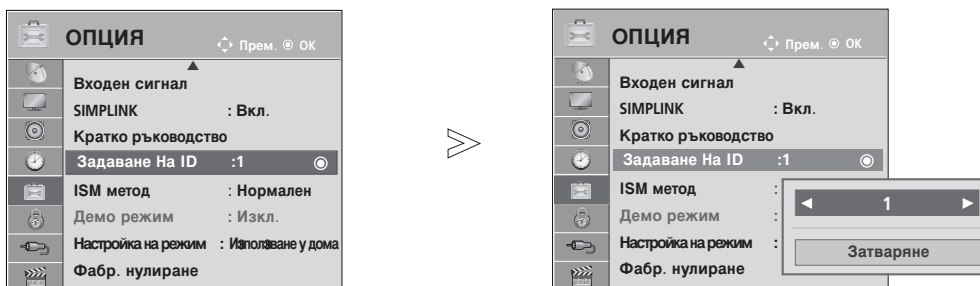 ОПЦИЯ
Прем. OK
Входен сигнал
SIMPLINK : Вкл.
Кратко ръководство
Задаване На ID :1
ISM метод : Нормален
Демо режим : Изкл.
Настройка на режим : Използване у дома
Фабр. нулиране
ОПЦИЯ
Прем. OK
Входен сигнал
SIMPLINK : Вкл.
Кратко ръководство
Задаване На ID :1
ISM метод :
Демо режим :
Настройка на режим :
Фабр. нулиране
1
Затваряне